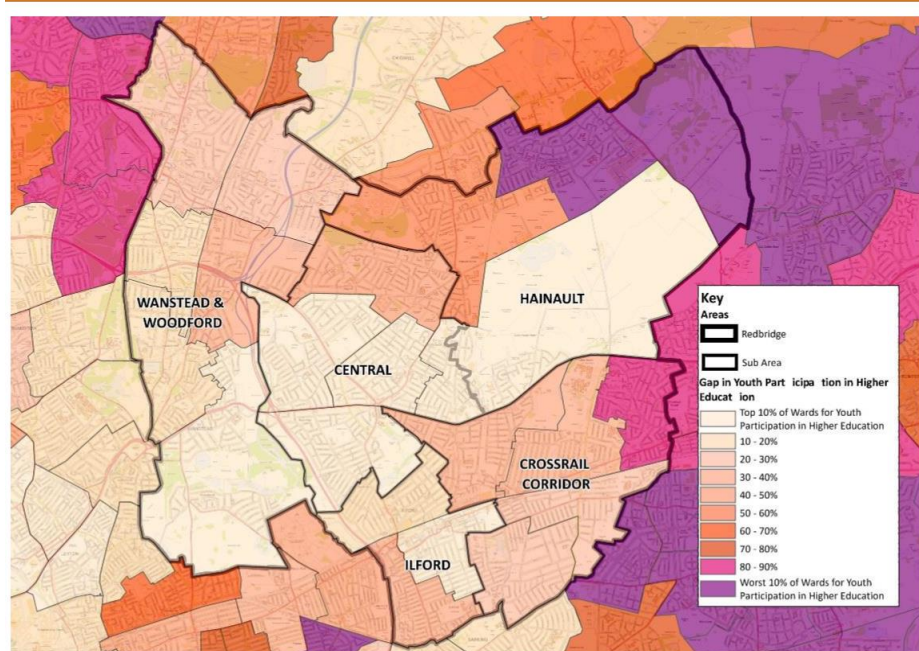 WANSTEAD &
WOODFORD
HAINAULT
CENTRAL
CROSSRAIL
CORRIDOR
ILFORD
Key
Areas
Redbridge
Sub Area
Gap in Youth Part icipa tion in Higher
Educat ion
Top 10% of Wards for Youth
Participation in Higher Education
10 - 20%
20 - 30%
30 - 40%
40 - 50%
50 - 60%
60 - 70%
70 - 80%
80 - 90%
Worst 10% of Wards for Youth
Participation in Higher Education